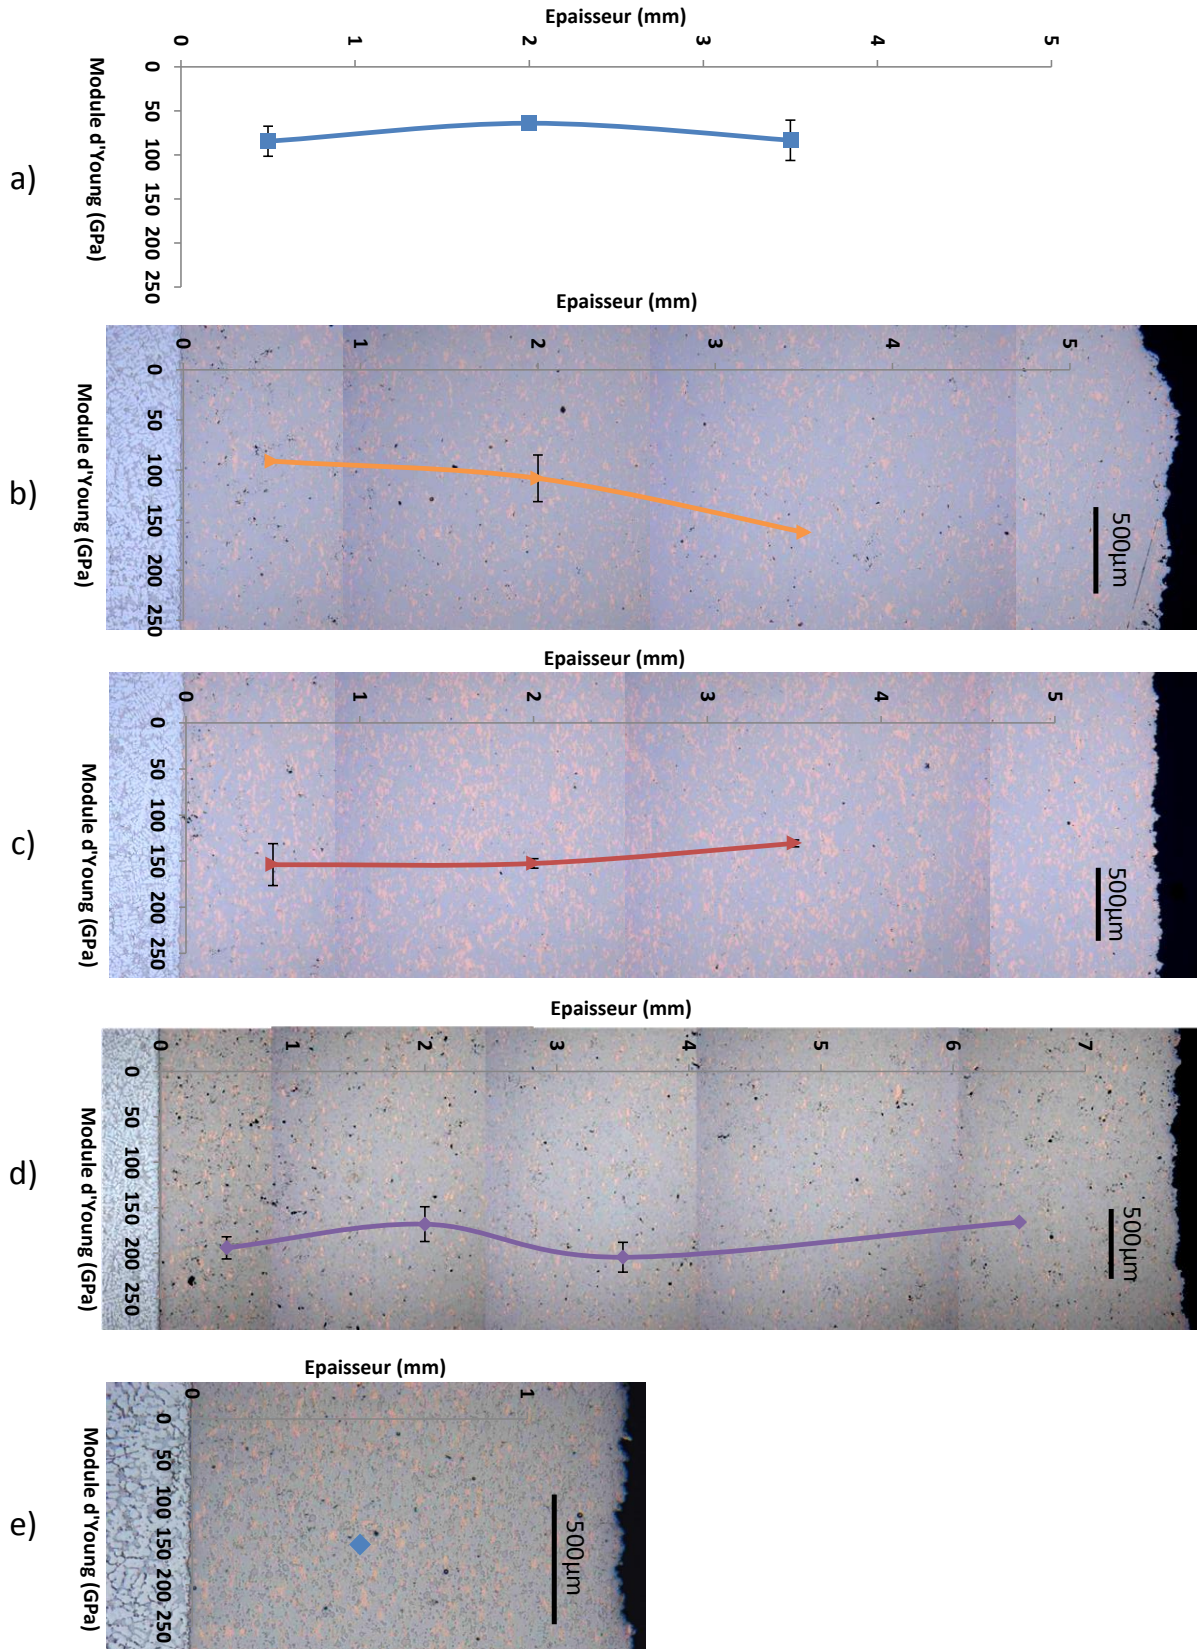 Epaisseur (mm)
0 1 2 3 4 5
0 50 100 150 200 250
Module d'Young (GPa)
a)
Epaisseur (mm)
0 1 2 3 4 5
0 50 100 150 200 250
Module d'Young (GPa)
500µm
b)
Epaisseur (mm)
0 1 2 3 4 5
0 50 100 150 200 250
Module d'Young (GPa)
500µm
c)
Epaisseur (mm)
0 1 2 3 4 5 6 7
0 50 100 150 200 250
Module d'Young (GPa)
500µm
d)
Epaisseur (mm)
0 1
0 50 100 150 200 250
Module d'Young (GPa)
500µm
e)